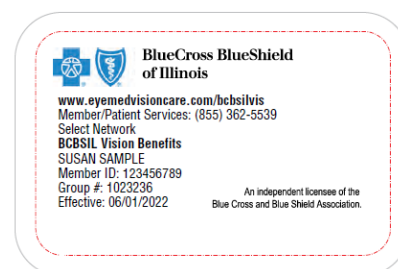 BlueCross BlueShield
of Illinois
www.eyemedvisioncare.com/bcbsilvis
Member/Patient Services: (855) 362-5539
Select Network
BCBSIL Vision Benefits
SUSAN SAMPLE
Member ID: 123456789
Group #: 1023236
Effective: 06/01/2022
An independent licensee of the
Blue Cross and Blue Shield Association.